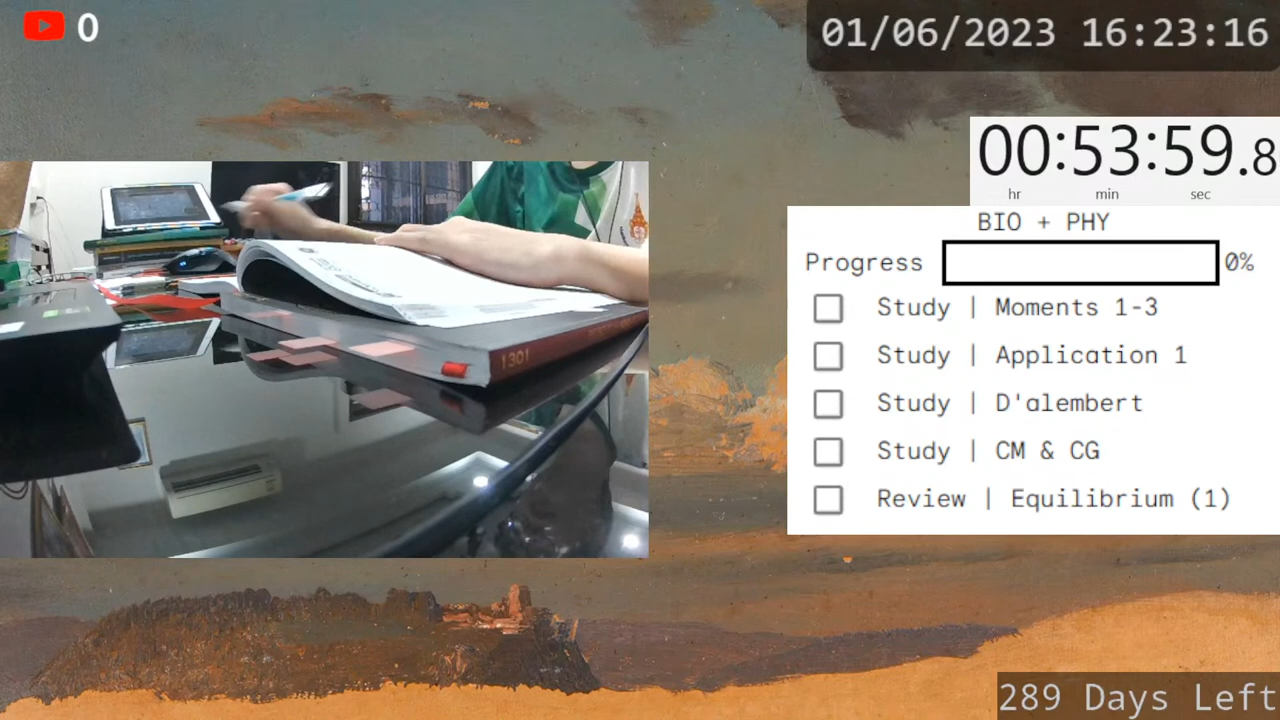 0
01/06/2023 16:23:16
00:53:59.8
hr min sec
BIO + PHY
Progress 0%
Study | Moments 1-3
Study | Application 1
Study | D'alembert
Study | CM & CG
Review | Equilibrium (1)
1301
289 Days Left